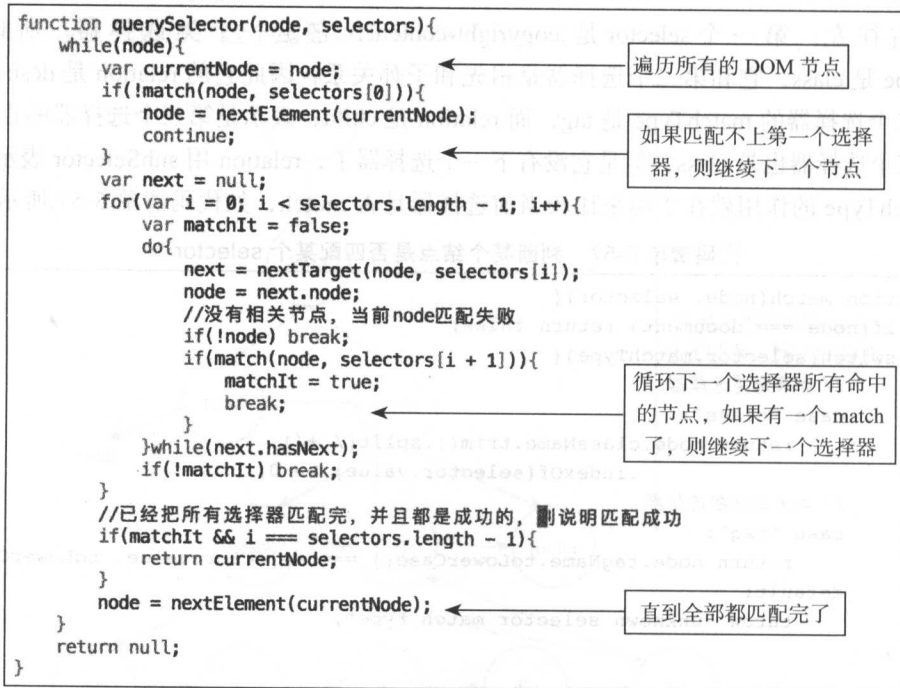 function querySelector(node, selectors){
while(node){
var currentNode = node;
if(!match(node, selectors[0])){
node = nextElement(currentNode);
continue;
}
var next = null;
for(var i = 0; i < selectors.length - 1; i++){
var matchIt = false;
do{
next = nextTarget(node, selectors[i]);
node = next.node;
//没有相关节点，当前node匹配失败
if(!node) break;
if(match(node, selectors[i + 1])){
matchIt = true;
break;
}
}while(next.hasNext);
if(!matchIt) break;
}
//已经把所有选择器匹配完，并且都是成功的，则说明匹配成功
if(matchIt && i === selectors.length - 1){
return currentNode;
}
node = nextElement(currentNode);
}
return null;
}
遍历所有的 DOM 节点
如果匹配不上第一个选择
器，则继续下一个节点
循环下一个选择器所有命中
的节点，如果有一个 match
了，则继续下一个选择器
直到全部都匹配完了